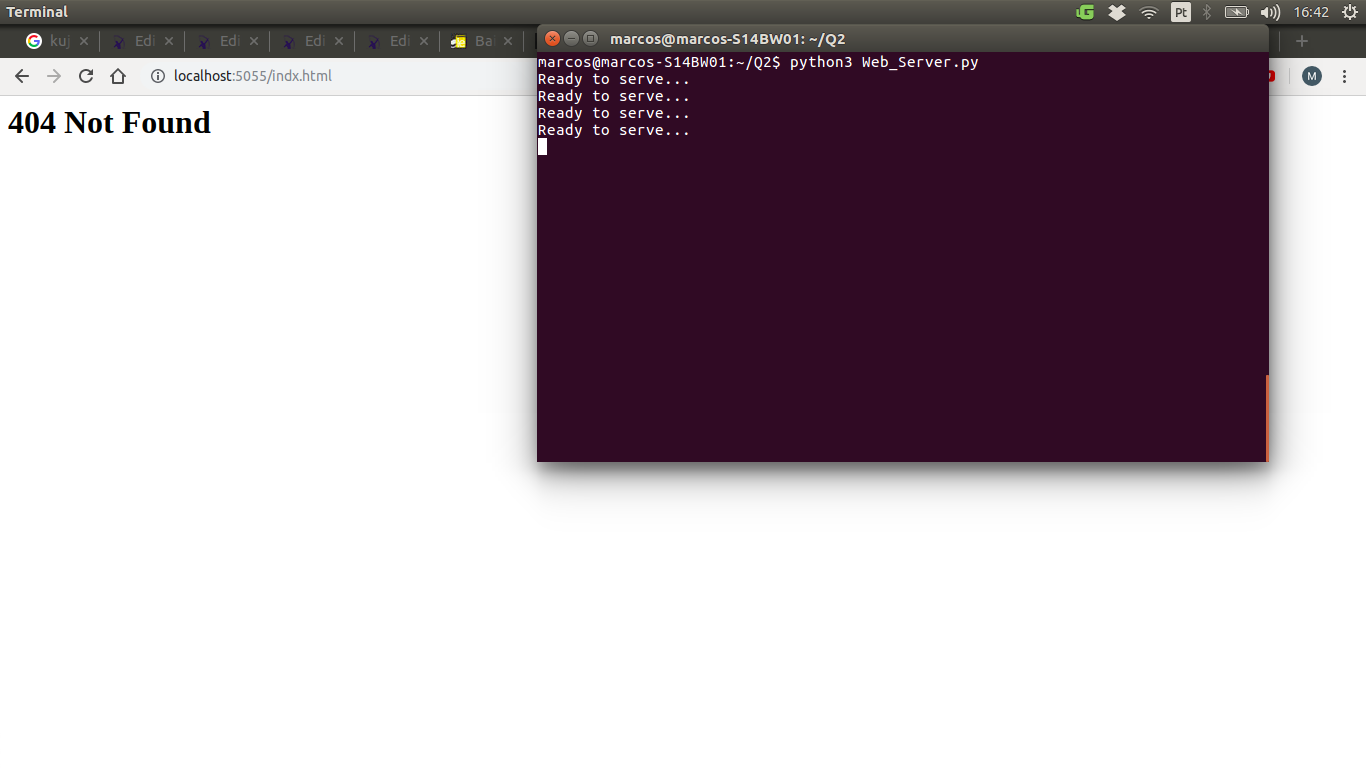 Terminal
Pt
16:42
kuj
Edi
Edi
Edi
Edi
Ba
marcos@marcos-S14BW01: ~/Q2
localhost:5055/indx.html
M
404 Not Found
marcos@marcos-S14BW01:~/Q2$ python3 Web_Server.py
Ready to serve...
Ready to serve...
Ready to serve...
Ready to serve...